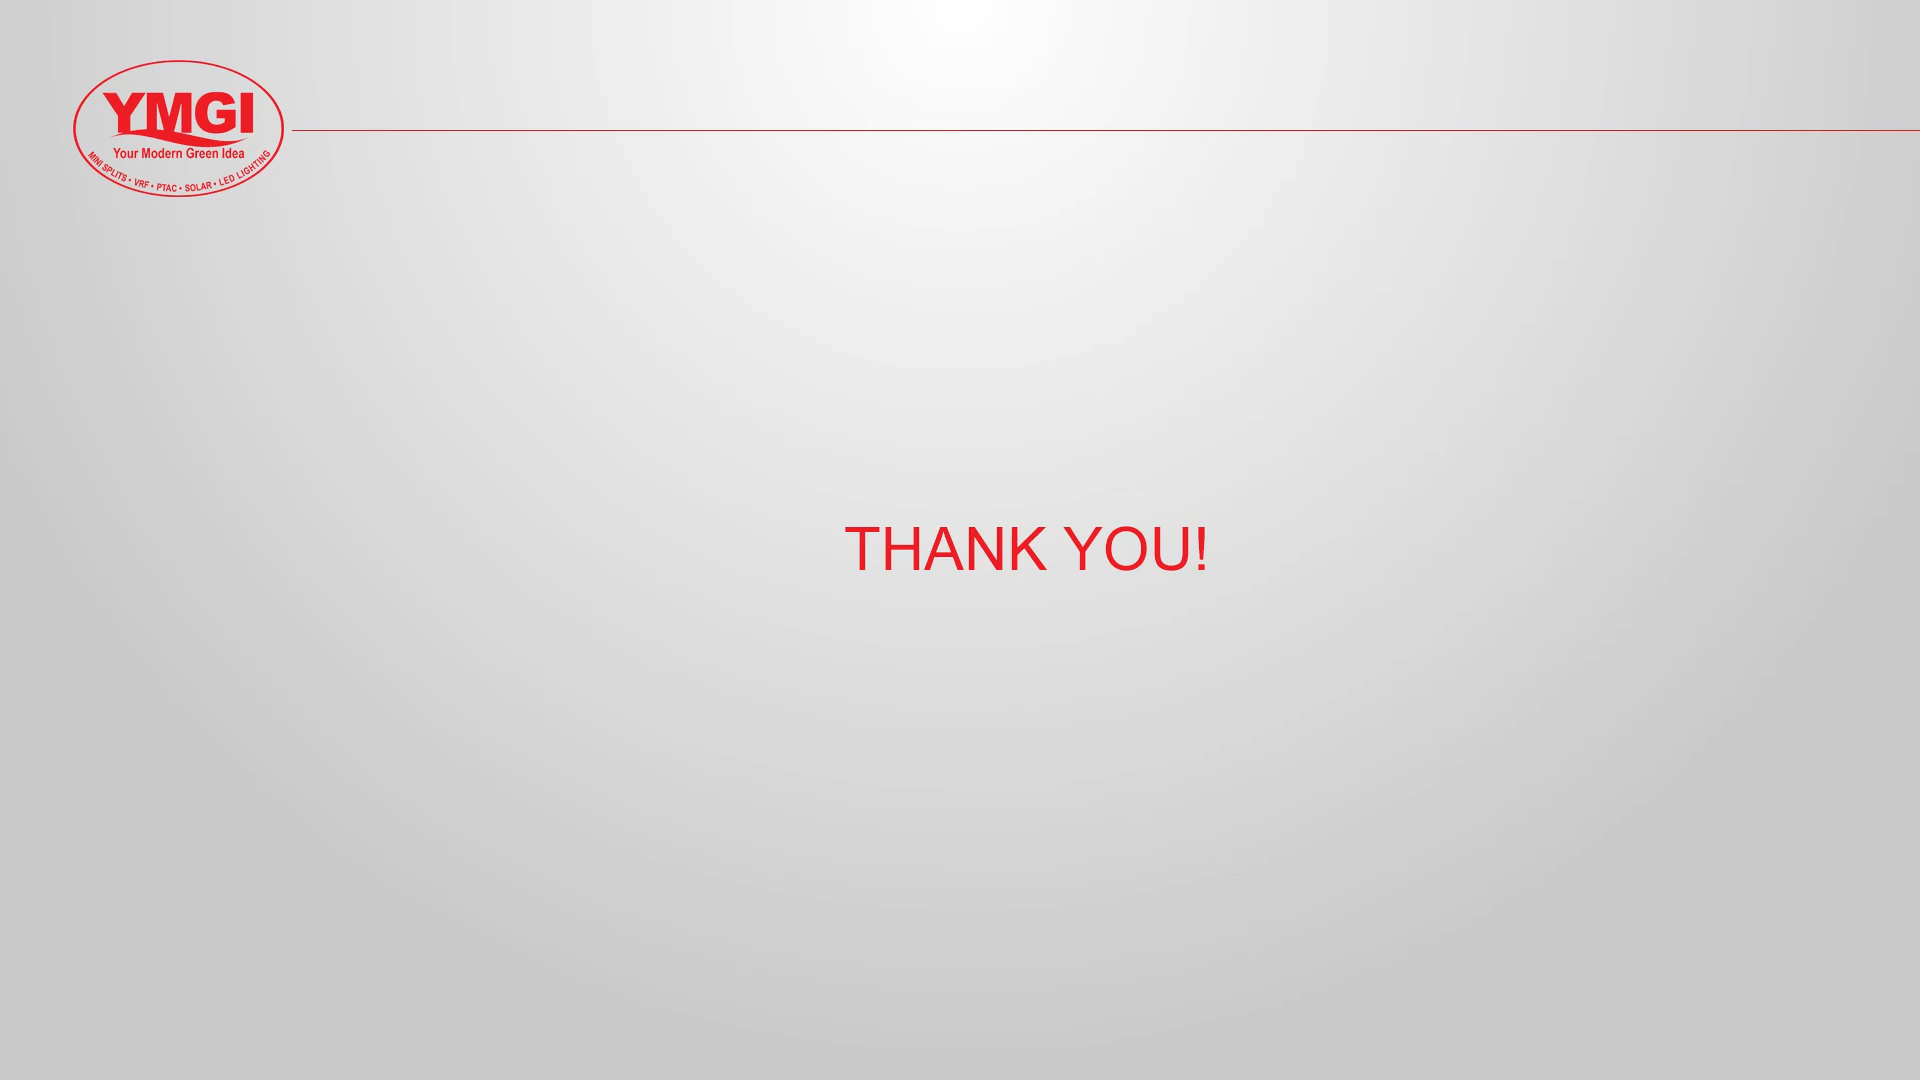 YMGI
Your Modern Green Idea
MINI SPLITS • VRF • PTAC • SOLAR • LED LIGHTING
THANK YOU!